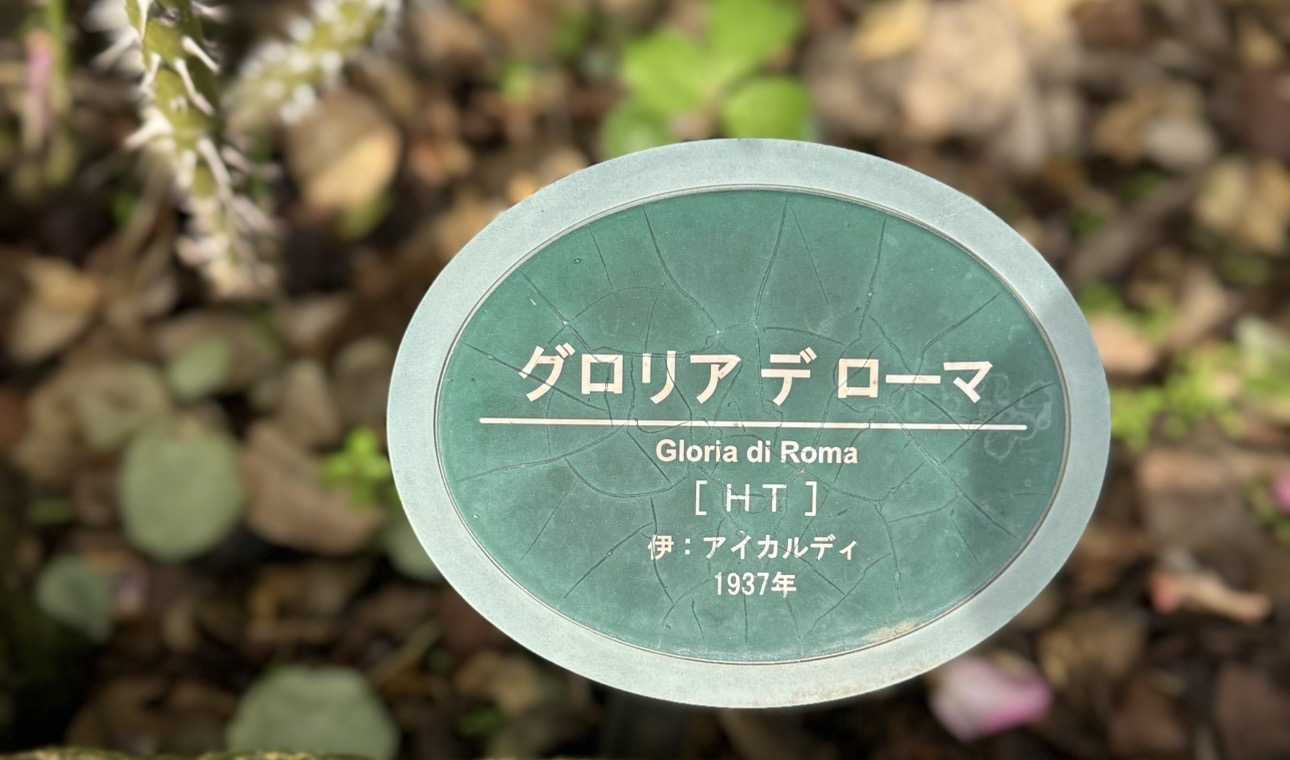 グロリア デ ローマ
Gloria di Roma
[ HT ]
伊：アイカルディ
1937年